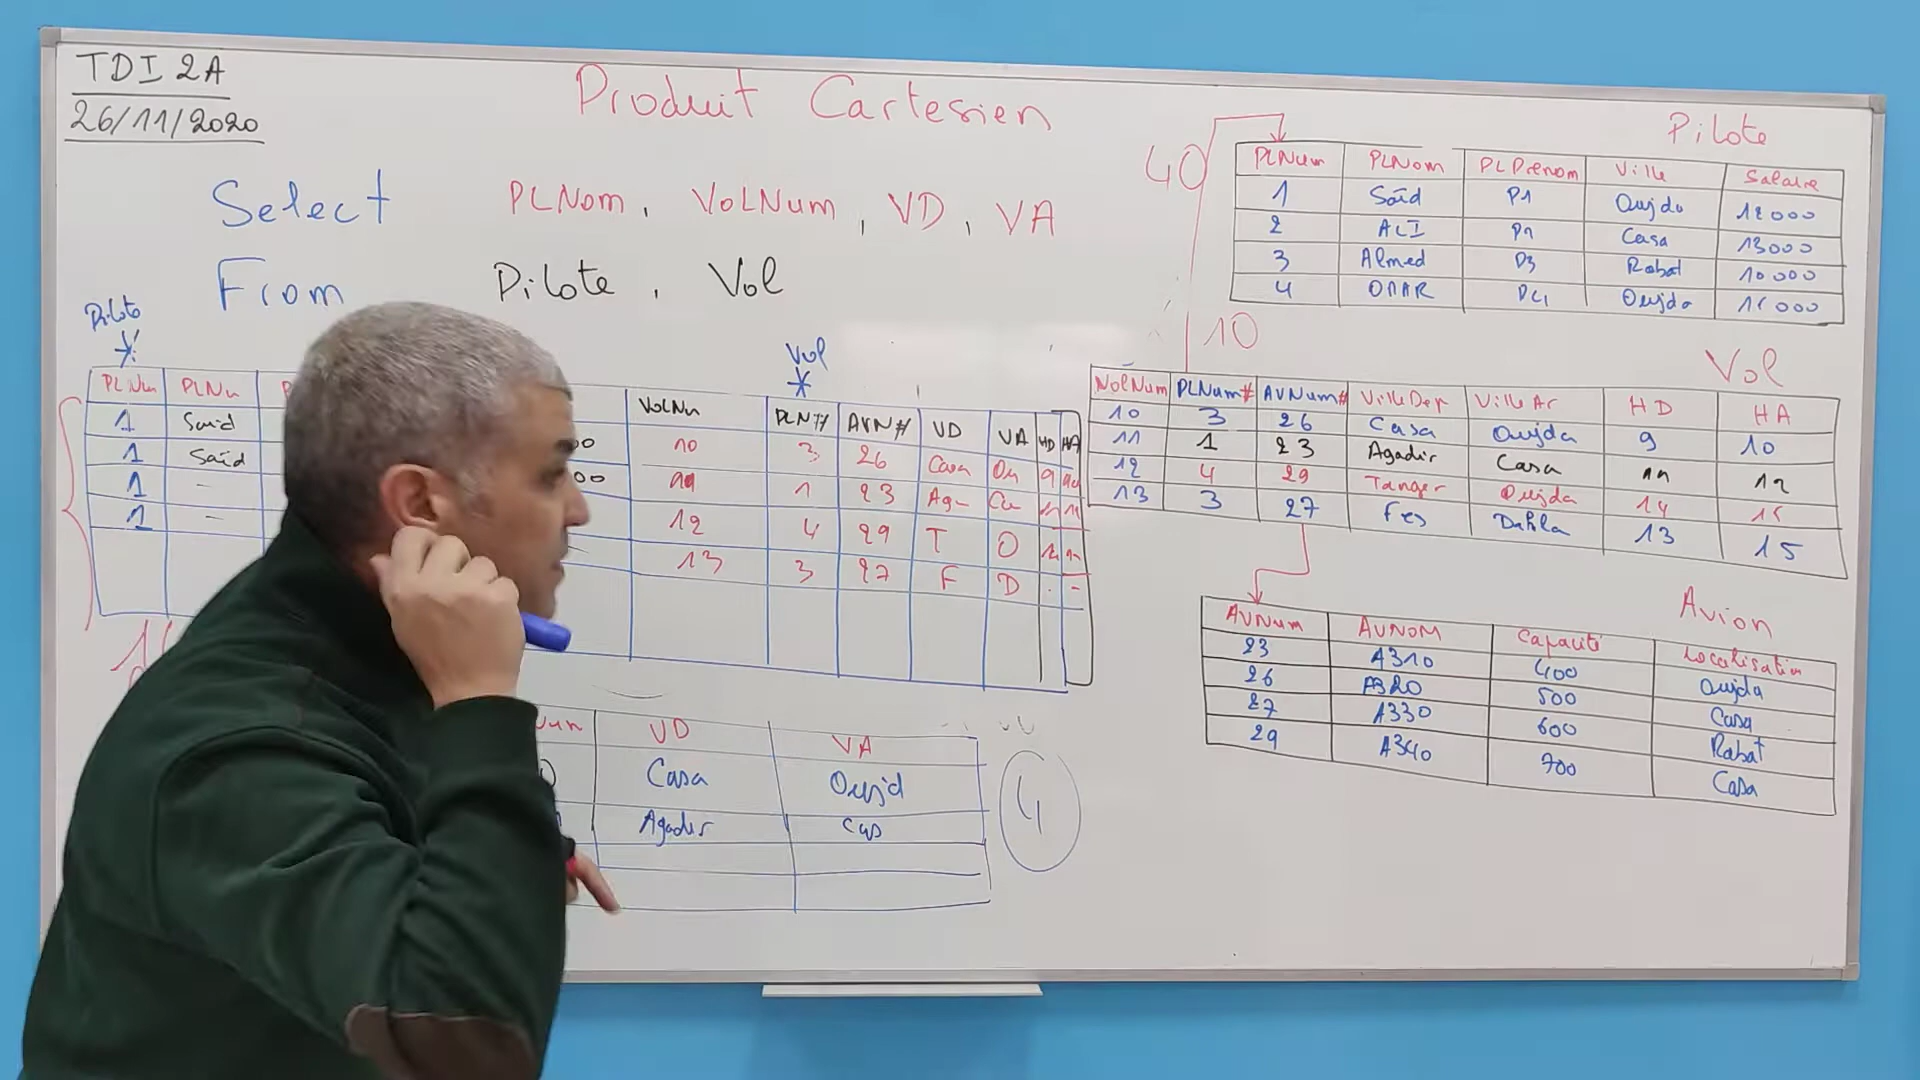 TDI 2A
26/11/2020
Produit Cartesien
Select PLNom, VOLNum, VD, VA
From Pilote, Vol
40
10
Pilote
PLNum PLNom PLPrenom Ville Salaire
1 Saïd P1 Oujda 12000
2 ALI P2 Casa 13000
3 Ahmed P3 Rabat 10000
4 OMAR Oujda
Vol
VolNum PLNum# AVNum# VilleDep VilleAr HD HA
10 3 26 Casa Oujda 9 10
11 1 23 Agadir Casa 11 12
12 4 29 Tanger Oujda 14 15
13 3 27 Fes Dahla 13 15
Avion
AVNum AVNOM Capacité Localisation
23 A310 400 Oujda
26 A320 500 Casa
27 A330 600 Rabat
29 A340 700 Casa
Pilote
*
Vol
*
PLNum PLNu VolNu PLN# AVN# VD VA HD HA
1 Said 00 10 3 26 Casa Ou 9
1 Saïd 00 11 1 23 Ag- Ca
1 - 12 4 29 T O
1 - 13 3 27 F D
VD VA
Casa Oujd
Agadir Cas
4